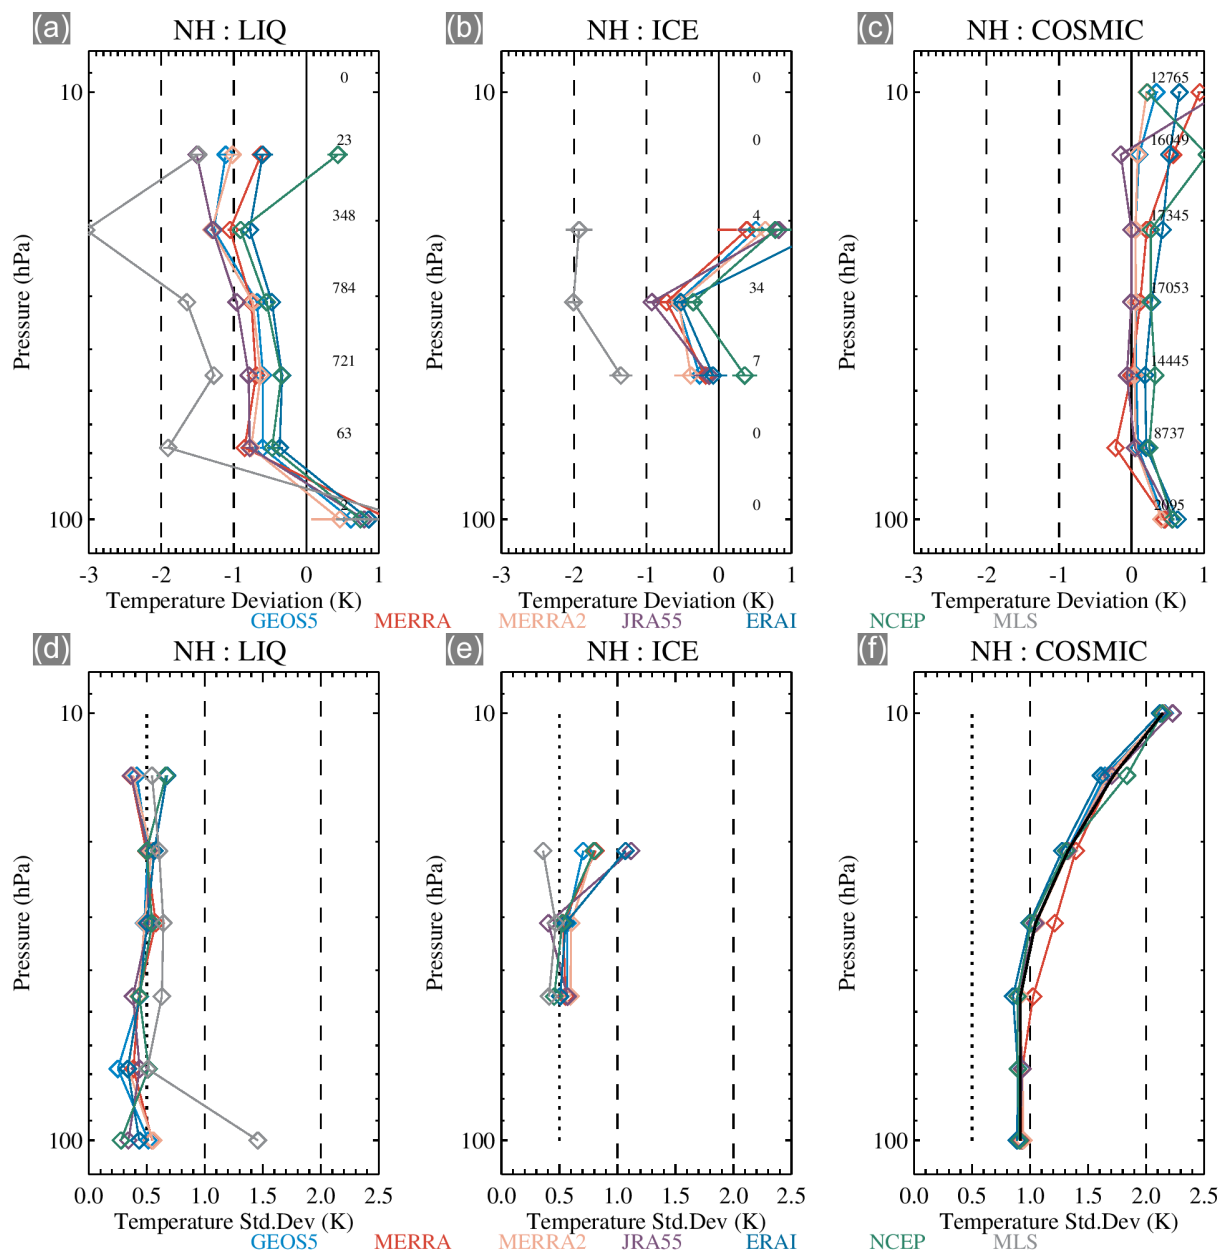 (a) NH : LIQ (b) NH : ICE (c) NH : COSMIC
0 0 12765
10 10 10
23 0 16049
348 4 17345
784 34 17053
721 7 14445
63 0 8737
2 0 2095
100 100 100
Pressure (hPa) Pressure (hPa) Pressure (hPa)
-3 -2 -1 0 1 -3 -2 -1 0 1 -3 -2 -1 0 1
Temperature Deviation (K) Temperature Deviation (K) Temperature Deviation (K)
GEOS5 MERRA MERRA2 JRA55 ERAI NCEP MLS
(d) NH : LIQ (e) NH : ICE (f) NH : COSMIC
10 10 10
Pressure (hPa) Pressure (hPa) Pressure (hPa)
100 100 100
0.0 0.5 1.0 1.5 2.0 2.5 0.0 0.5 1.0 1.5 2.0 2.5 0.0 0.5 1.0 1.5 2.0 2.5
Temperature Std.Dev (K) Temperature Std.Dev (K) Temperature Std.Dev (K)
GEOS5 MERRA MERRA2 JRA55 ERAI NCEP MLS